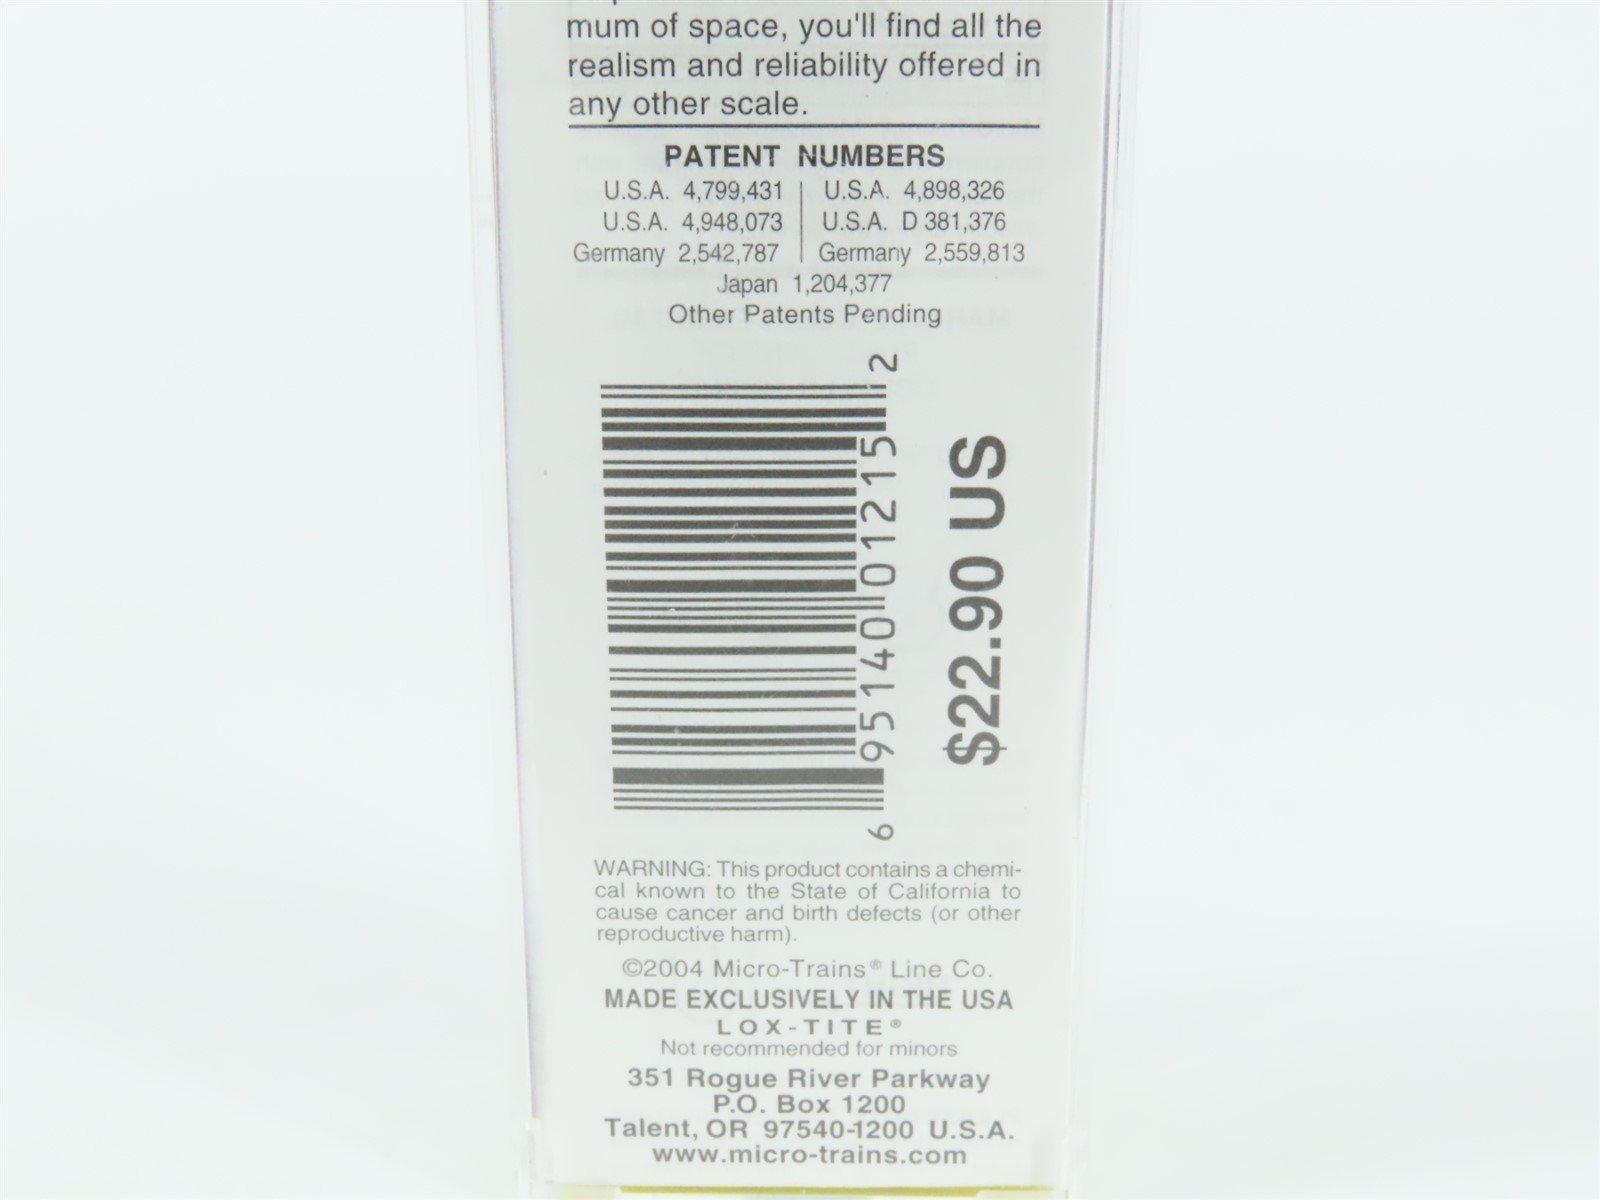 mum of space, you'll find all the
realism and reliability offered in
any other scale.
PATENT NUMBERS
U.S.A. 4,799,431 U.S.A. 4,898,326
U.S.A. 4,948,073 U.S.A. D 381,376
Germany 2,542,787 Germany 2,559,813
Japan 1,204,377
Other Patents Pending
6 95140 01215 2
$22.90 US
WARNING: This product contains a chemi-
cal known to the State of California to
cause cancer and birth defects (or other
reproductive harm).
©2004 Micro-Trains® Line Co.
MADE EXCLUSIVELY IN THE USA
LOX-TITE®
Not recommended for minors
351 Rogue River Parkway
P.O. Box 1200
Talent, OR 97540-1200 U.S.A.
www.micro-trains.com